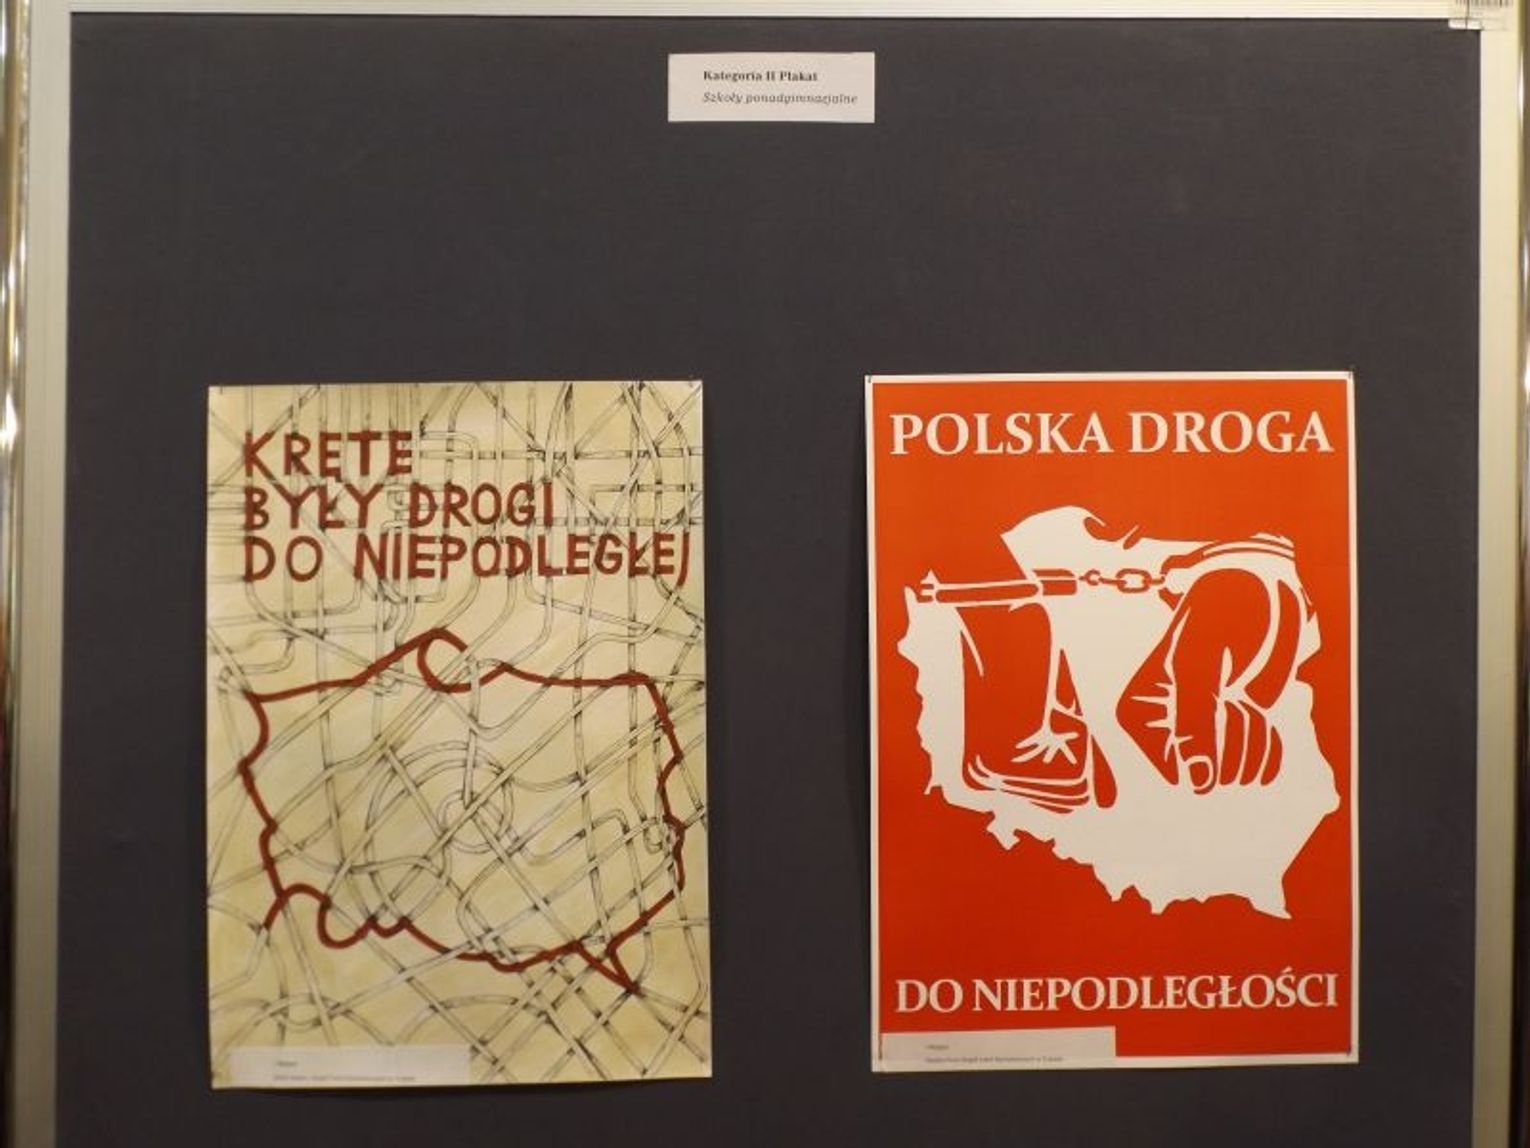 Kategoria II Plakat
Szkoły ponadgimnazjalne
KRĘTE
BYŁY DROGI
DO NIEPODLEGŁEJ
POLSKA DROGA
DO NIEPODLEGŁOŚCI